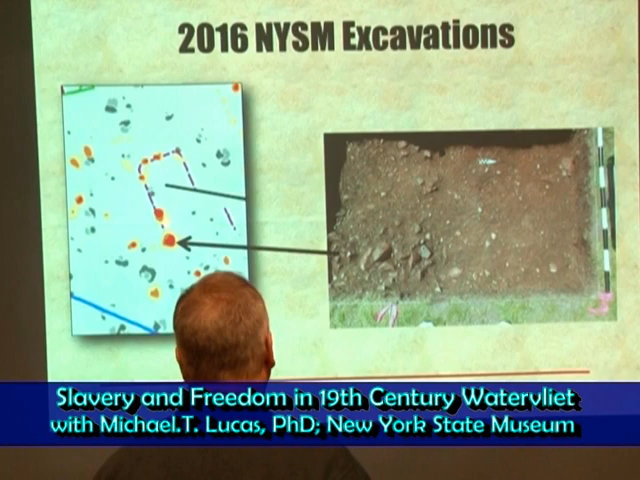 2016 NYSM Excavations
Slavery and Freedom in 19th Century Watervliet
with Michael.T. Lucas, PhD; New York State Museum